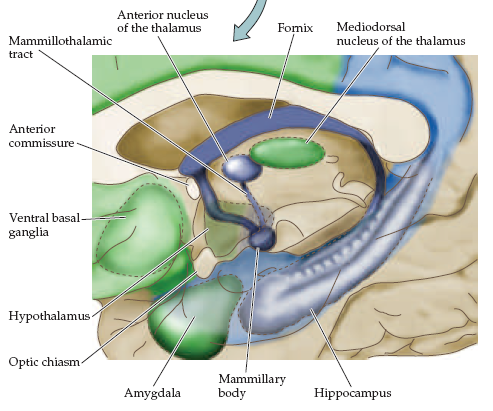 Anterior nucleus
of the thalamus
Fornix
Mediodorsal
nucleus of the thalamus
Mammillothalamic
tract
Anterior
commissure
Ventral basal
ganglia
Hypothalamus
Optic chiasm
Amygdala
Mammillary
body
Hippocampus